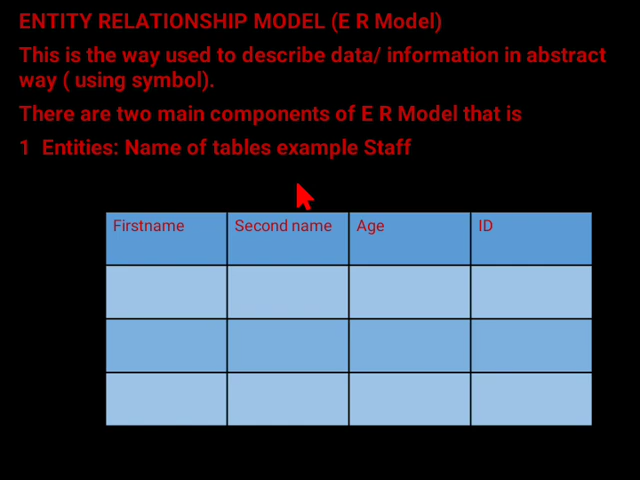 ENTITY RELATIONSHIP MODEL (E R Model)
This is the way used to describe data/ information in abstract
way ( using symbol).
There are two main components of E R Model that is
1 Entities: Name of tables example Staff
Firstname Second name Age ID